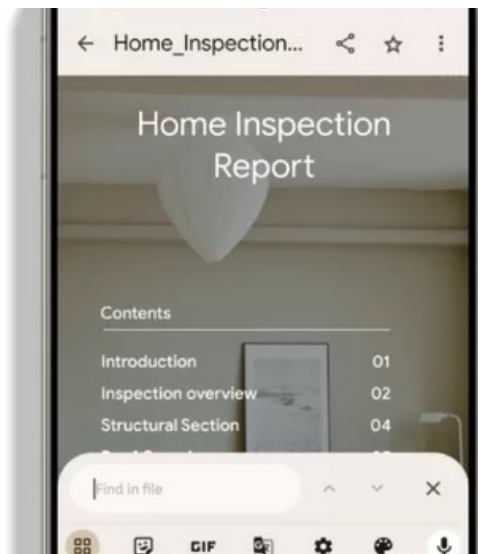 Home_Inspection...
Home Inspection
Report
Contents
Introduction 01
Inspection overview 02
Structural Section 04
Find in file
GIF